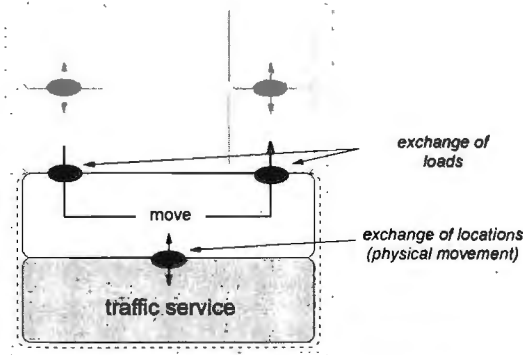 exchange of
loads
move
exchange of locations
(physical movement)
traffic service